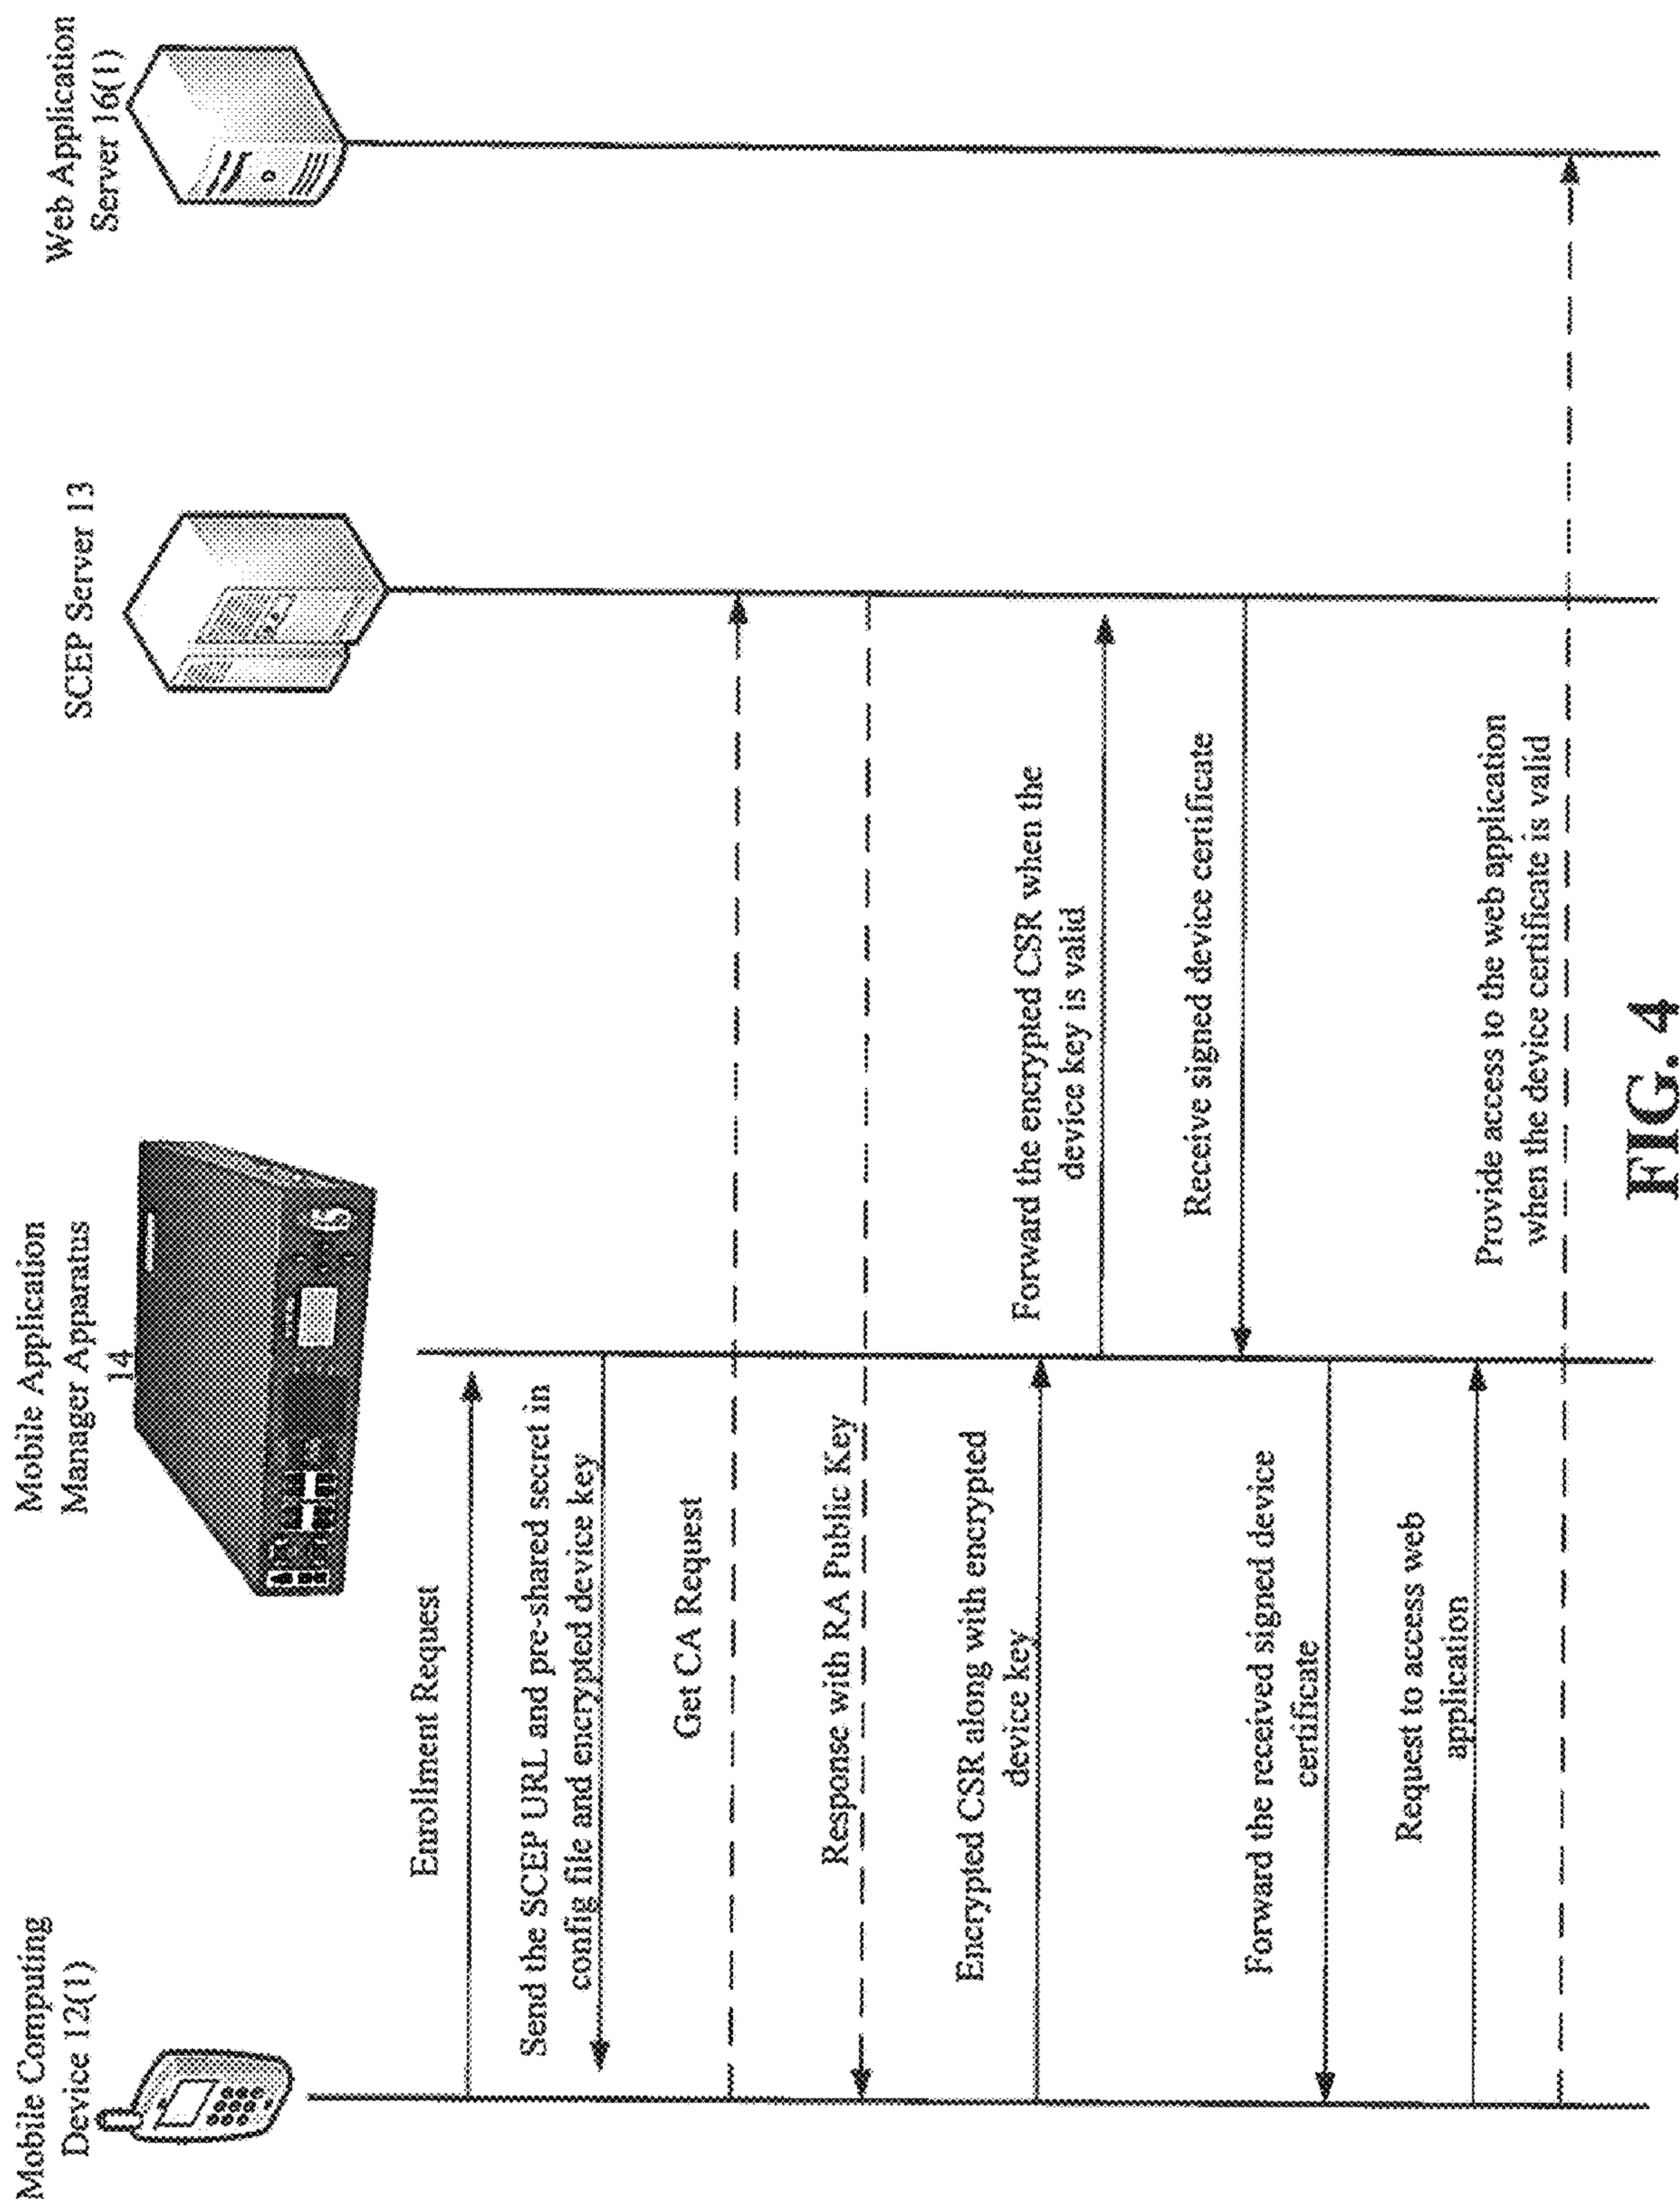 Mobile Computing
Device 12(1)
Mobile Application
Manager Apparatus
14
SCEP Server 13
Web Application
Server 16(1)
Enrollment Request
Send the SCEP URL and pre-shared secret in
config file and encrypted device key
Get CA Request
Response with RA Public Key
Encrypted CSR along with encrypted
device key
Forward the encrypted CSR when the
device key is valid
Receive signed device certificate
Forward the received signed device
certificate
Request to access web
application
Provide access to the web application
when the device certificate is valid
FIG. 4